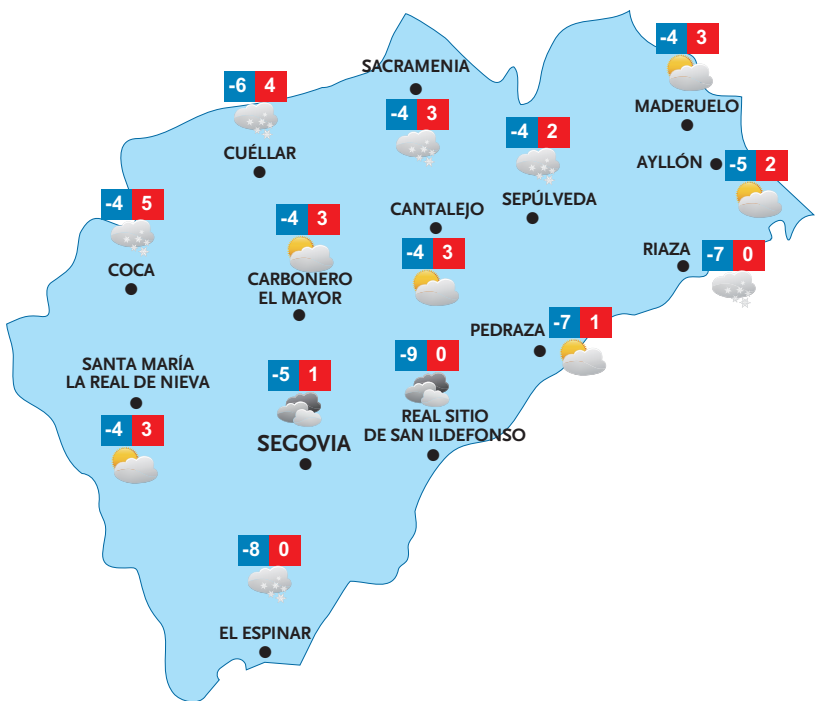 -4 3
MADERUELO
SACRAMENIA
-4 3
-6 4
CUÉLLAR
-4 2
SEPÚLVEDA
AYLLÓN
-5 2
-4 5
COCA
-4 3
CARBONERO
EL MAYOR
CANTALEJO
-4 3
RIAZA
-7 0
PEDRAZA
-7 1
SANTA MARÍA
LA REAL DE NIEVA
-4 3
-5 1
SEGOVIA
-9 0
REAL SITIO
DE SAN ILDEFONSO
-8 0
EL ESPINAR